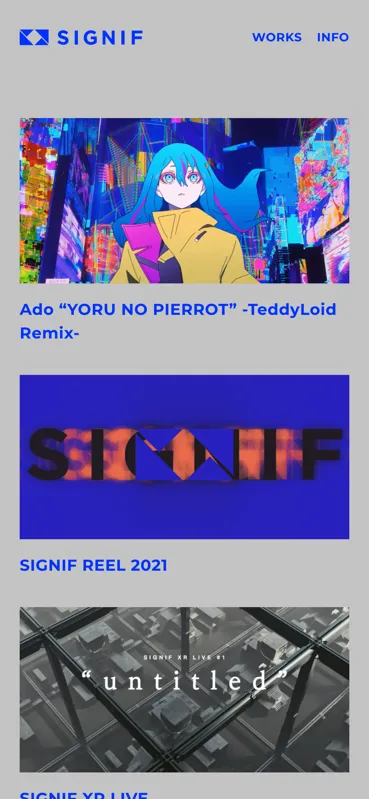 SIGNIF
WORKS INFO
Ado “YORU NO PIERROT” -TeddyLoid
Remix-
SIGNIF
SIGNIF REEL 2021
SIGNIF XR LIVE #1
“untitled”
SIGNIF XR LIVE